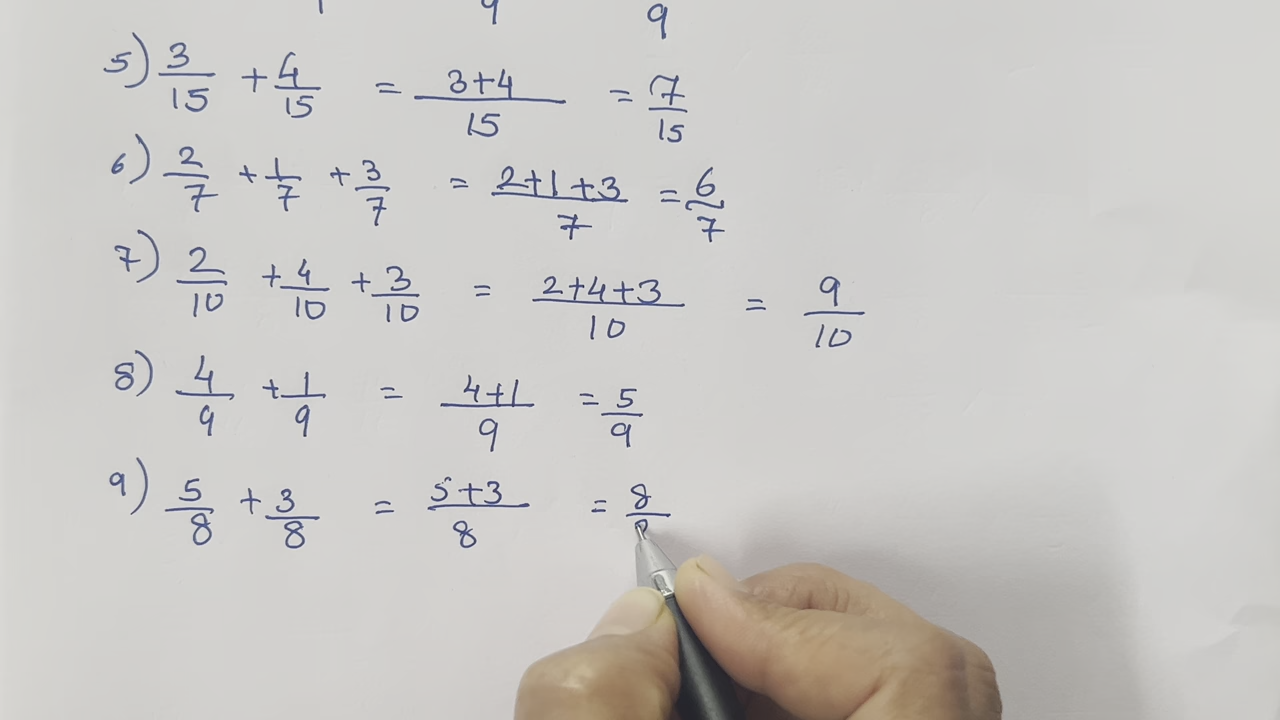 9 9
5) 3/15 + 4/15 = 3+4/15 = 7/15
6) 2/7 + 1/7 + 3/7 = 2+1+3/7 = 6/7
7) 2/10 + 4/10 + 3/10 = 2+4+3/10 = 9/10
8) 4/9 + 1/9 = 4+1/9 = 5/9
9) 5/8 + 3/8 = 5+3/8 = 8/